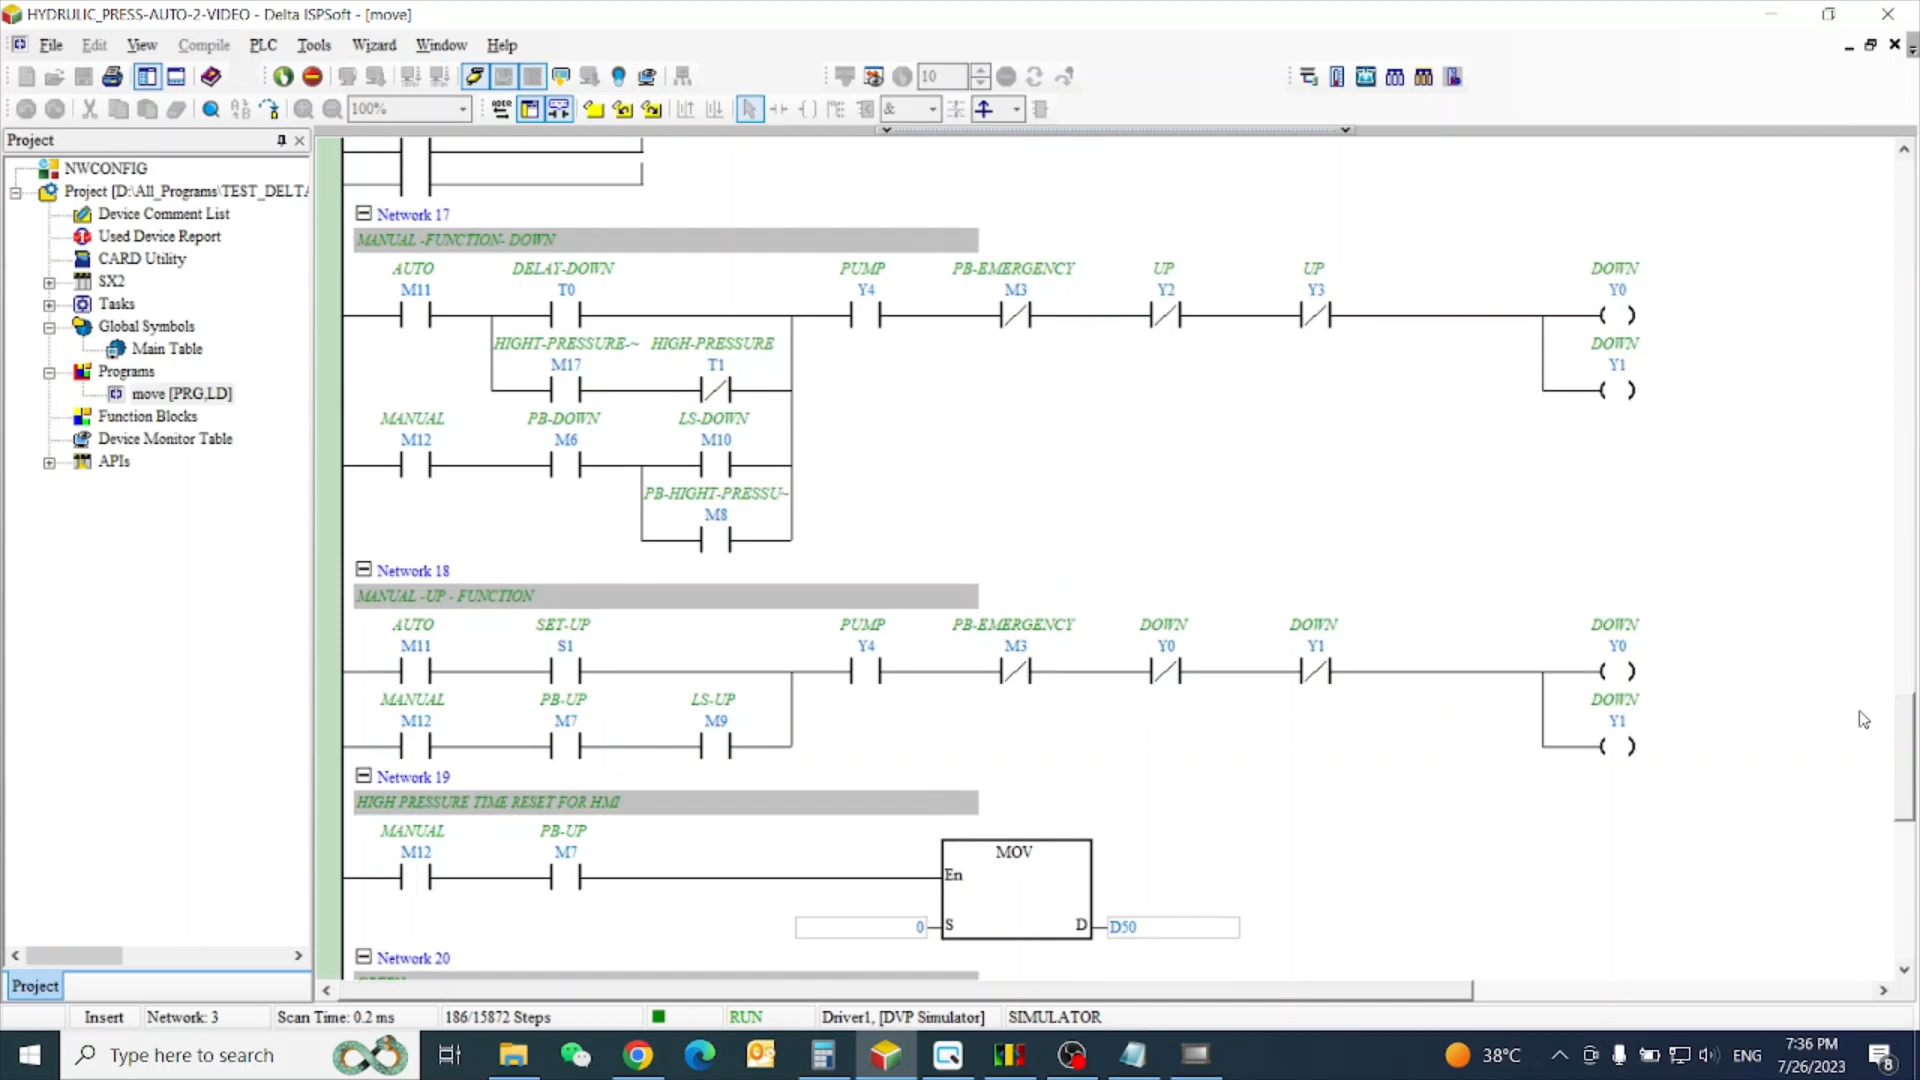 HYDRULIC_PRESS-AUTO-2-VIDEO - Delta ISPSoft - [move]
File Edit View Compile PLC Tools Wizard Window Help
10
100%
&
Project
NWCONFIG
Project [D:\All_Programs\TEST_DELTA
Device Comment List
Used Device Report
CARD Utility
SX2
Tasks
Global Symbols
Main Table
Programs
move [PRG,LD]
Function Blocks
Device Monitor Table
APIs
Project
Network 17
MANUAL -FUNCTION- DOWN
AUTO DELAY-DOWN PUMP PB-EMERGENCY UP UP DOWN
M11 T0 Y4 M3 Y2 Y3 Y0
HIGHT-PRESSURE-~ HIGH-PRESSURE DOWN
M17 T1 Y1
MANUAL PB-DOWN LS-DOWN
M12 M6 M10
PB-HIGHT-PRESSU~
M8
Network 18
MANUAL -UP - FUNCTION
AUTO SET-UP PUMP PB-EMERGENCY DOWN DOWN DOWN
M11 S1 Y4 M3 Y0 Y1 Y0
MANUAL PB-UP LS-UP DOWN
M12 M7 M9 Y1
Network 19
HIGH PRESSURE TIME RESET FOR HMI
MANUAL PB-UP
M12 M7 MOV
En
0 S D D50
Network 20
Insert Network: 3 Scan Time: 0.2 ms 186/15872 Steps RUN Driver1, [DVP Simulator] SIMULATOR
Type here to search
38°C ENG
7:36 PM
7/26/2023
8